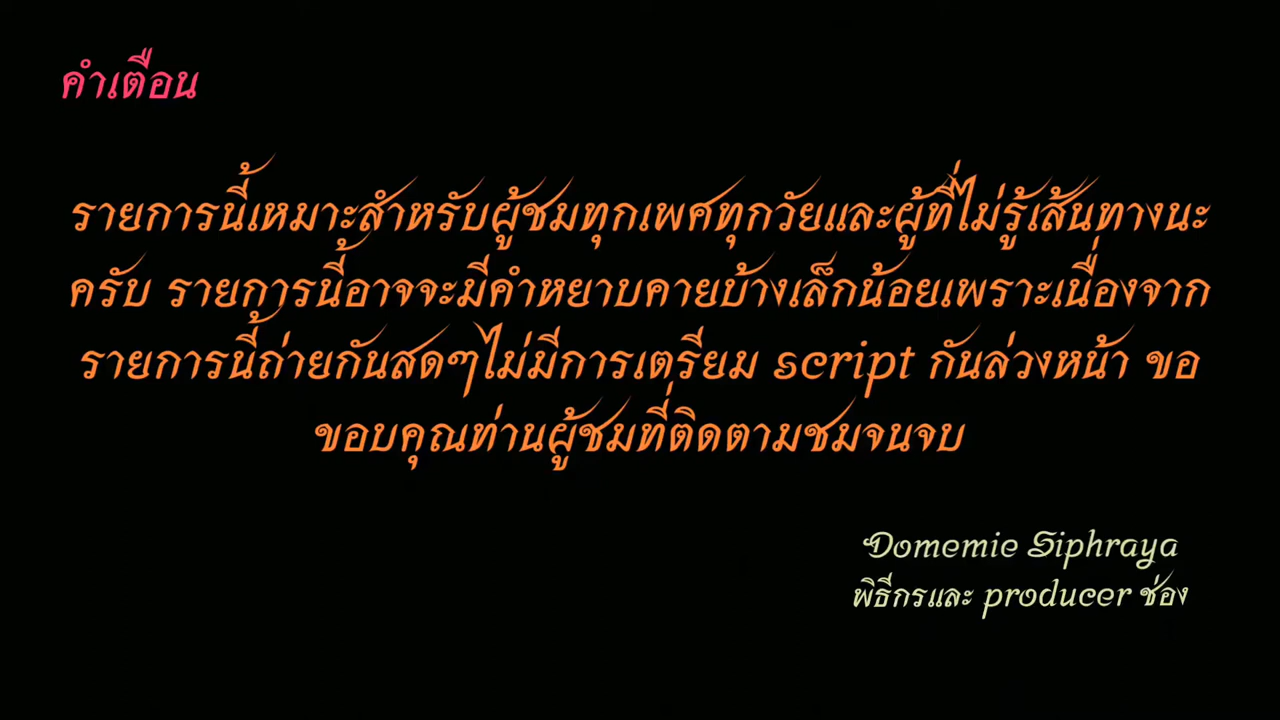 คำเตือน
รายการนี้เหมาะสำหรับผู้ชมทุกเพศทุกวัยและผู้ที่ไม่รู้เส้นทางนะ
ครับ รายการนี้อาจจะมีคำหยาบคายบ้างเล็กน้อยเพราะเนื่องจาก
รายการนี้ถ่ายกันสดๆไม่มีการเตรียม script กันล่วงหน้า ขอ
ขอบคุณท่านผู้ชมที่ติดตามชมจนจบ
Domemie Siphraya
พิธีกรและ producer ช่อง